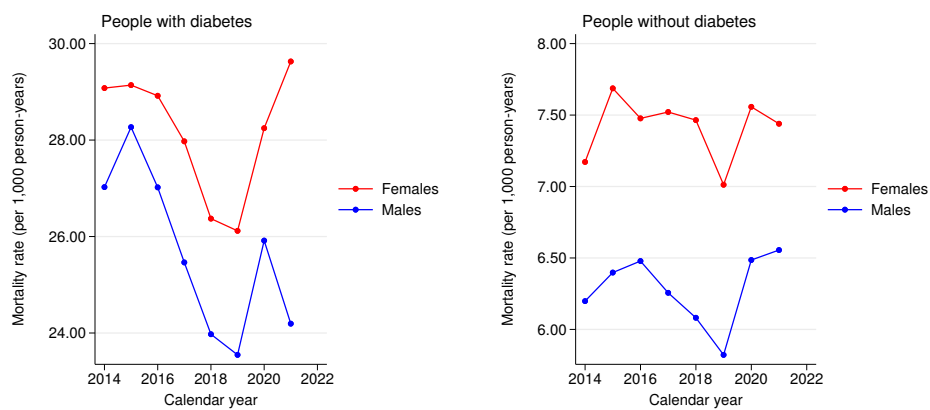 People with diabetes
Mortality rate (per 1,000 person-years)
30.00
28.00
26.00
24.00
2014 2016 2018 2020 2022
Calendar year
Females
Males
People without diabetes
Mortality rate (per 1,000 person-years)
8.00
7.50
7.00
6.50
6.00
2014 2016 2018 2020 2022
Calendar year
Females
Males